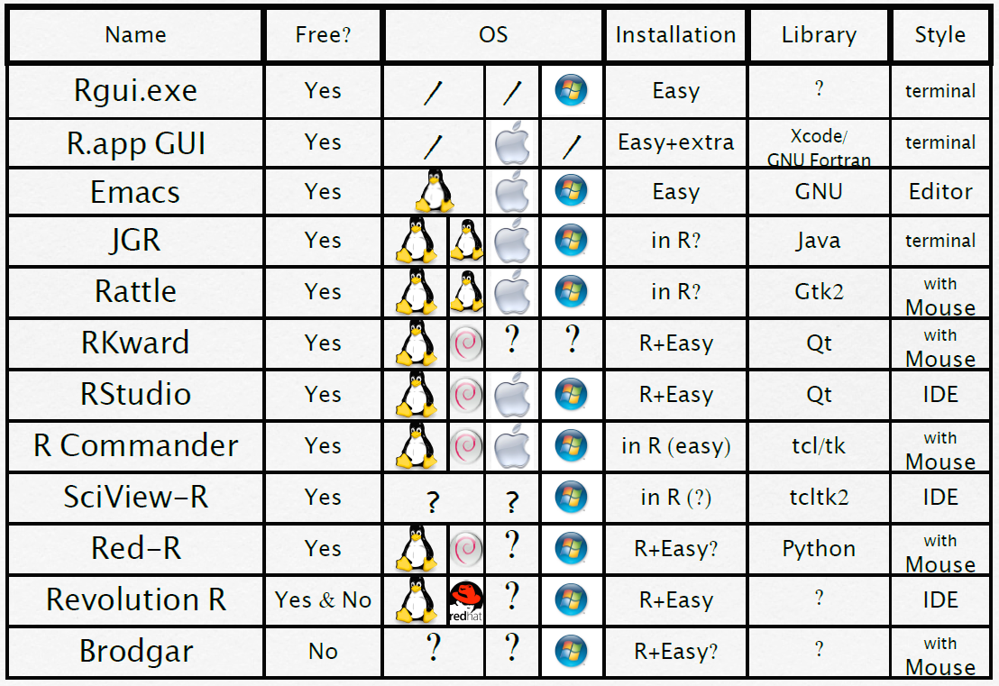 Name Free? OS Installation Library Style
Rgui.exe Yes / / Easy ? terminal
R.app GUI Yes / / Easy+extra Xcode/
GNU Fortran terminal
Emacs Yes Easy GNU Editor
JGR Yes in R? Java terminal
Rattle Yes in R? Gtk2 with
Mouse
RKward Yes ? ? R+Easy Qt with
Mouse
RStudio Yes R+Easy Qt IDE
R Commander Yes in R (easy) tcl/tk with
Mouse
SciView-R Yes ? ? in R (?) tcltk2 IDE
Red-R Yes ? R+Easy? Python with
Mouse
Revolution R Yes & No redhat ? R+Easy ? IDE
Brodgar No ? ? R+Easy? ? with
Mouse